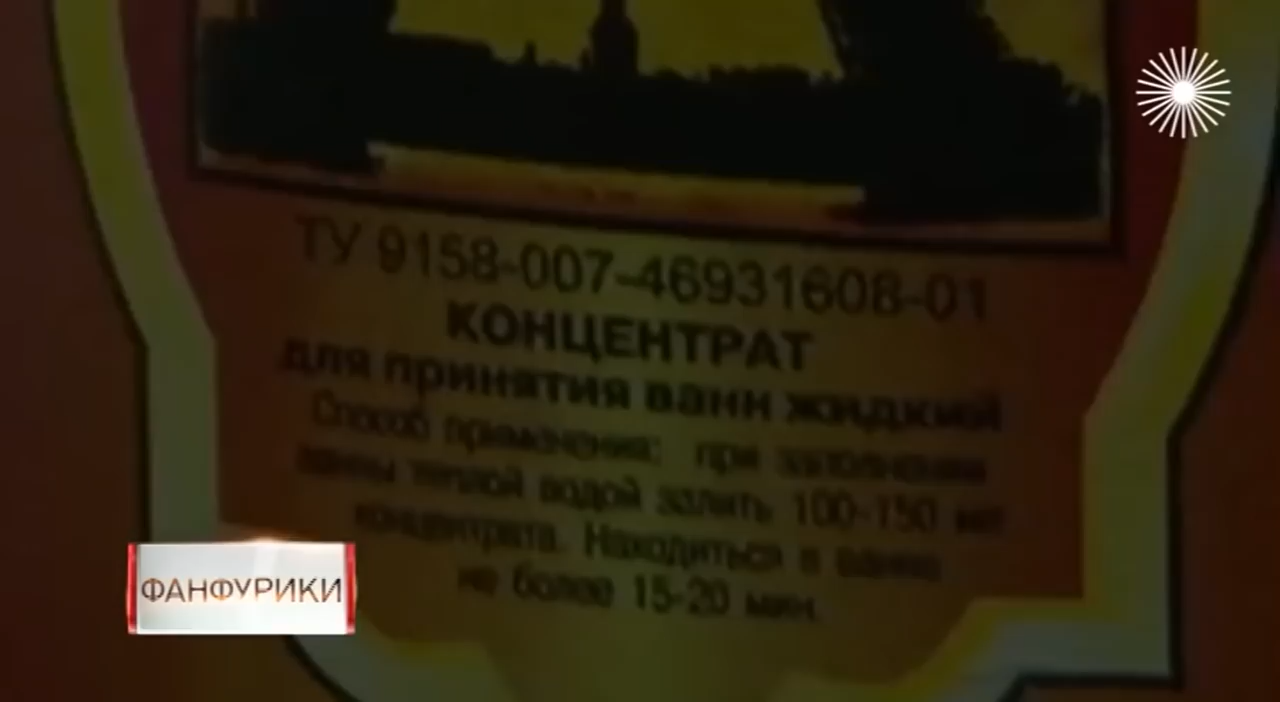 ТУ 9158-007-46931608-01
КОНЦЕНТРАТ
для принятия ванн жидкий
Способ применения: при заполнении
ванны теплой водой залить 100-150 мл
концентрата. Находиться в ванне
не более 15-20 мин.
ФАНФУРИКИ